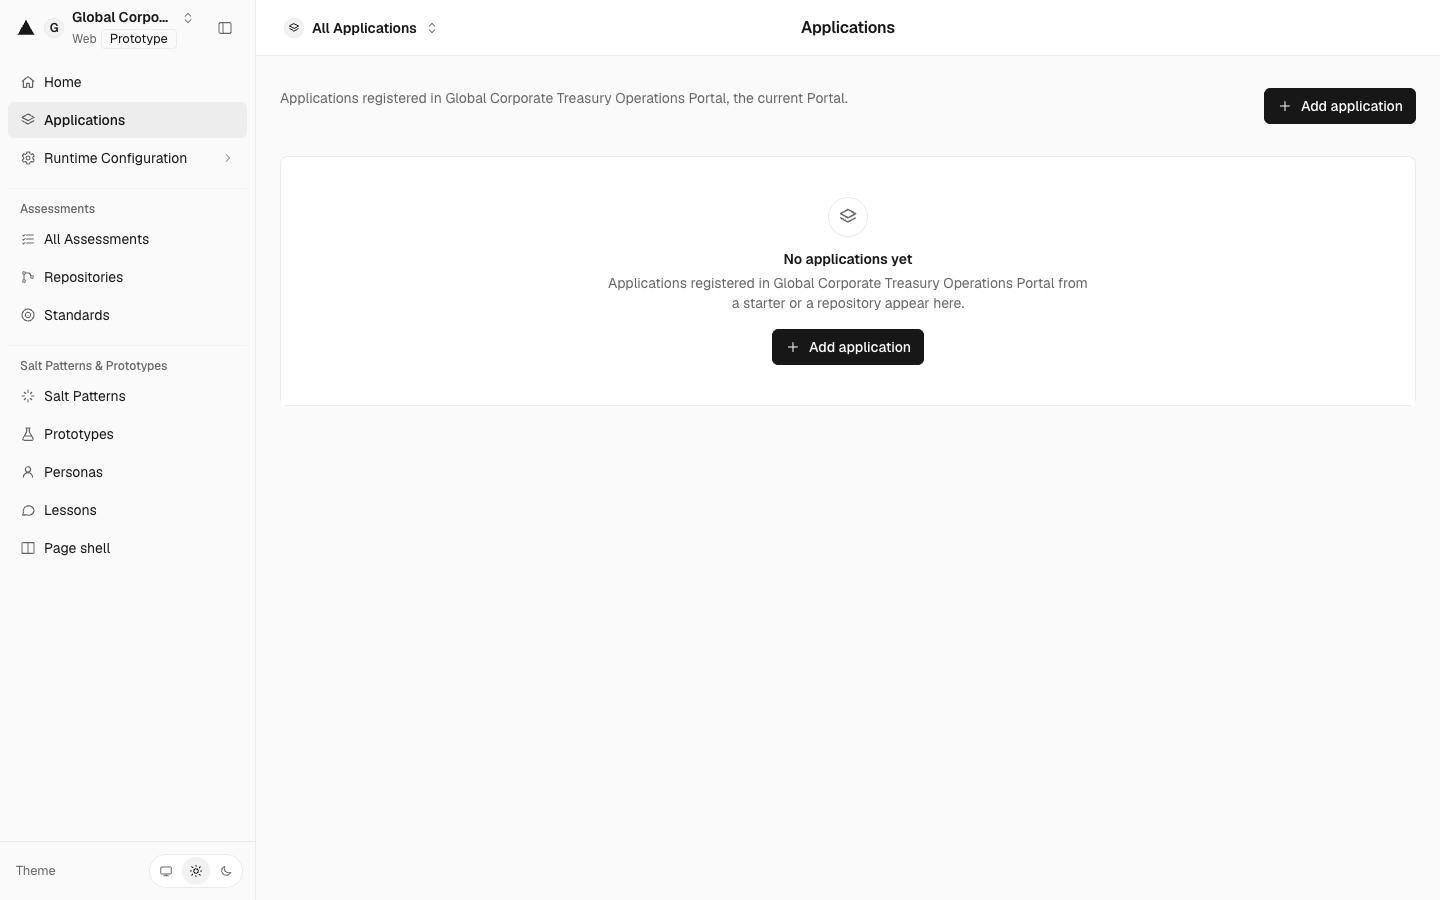 G
Global Corpo...
Web
Prototype
Home
Applications
Runtime Configuration
Assessments
All Assessments
Repositories
Standards
Salt Patterns & Prototypes
Salt Patterns
Prototypes
Personas
Lessons
Page shell
Theme
All Applications
Applications
Applications registered in Global Corporate Treasury Operations Portal, the current Portal.
Add application
No applications yet
Applications registered in Global Corporate Treasury Operations Portal from
a starter or a repository appear here.
Add application